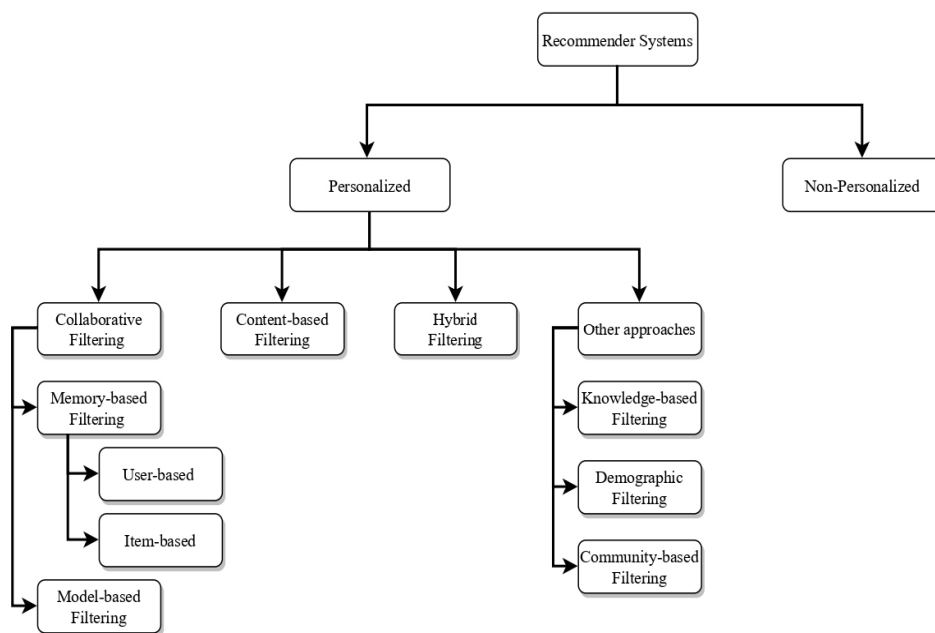 Recommender Systems
Personalized
Non-Personalized
Collaborative
Filtering
Content-based
Filtering
Hybrid
Filtering
Other approaches
Memory-based
Filtering
User-based
Item-based
Model-based
Filtering
Knowledge-based
Filtering
Demographic
Filtering
Community-based
Filtering